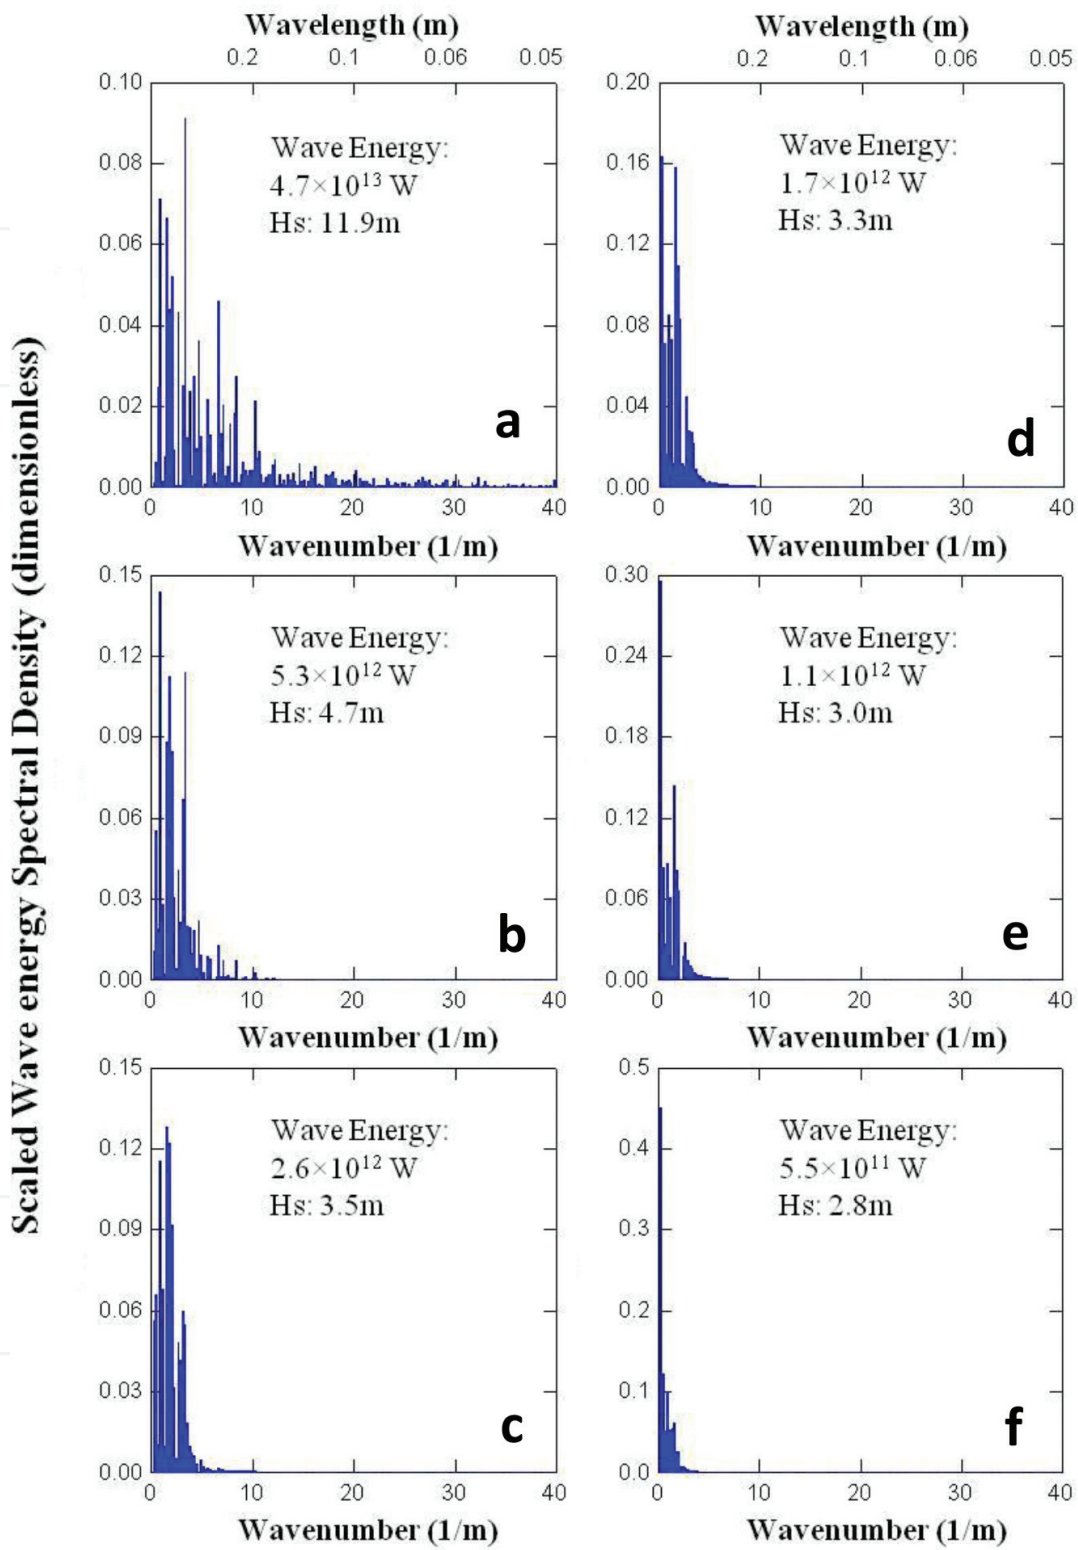 Scaled Wave energy Spectral Density (dimensionless)
Wavelength (m)
0.2 0.1 0.06 0.05
0.10
0.08
0.06
0.04
0.02
0.00
Wave Energy:
4.7×10¹³ W
Hs: 11.9m
a
0 10 20 30 40
Wavenumber (1/m)
0.15
0.12
0.09
0.06
0.03
0.00
Wave Energy:
5.3×10¹² W
Hs: 4.7m
b
0 10 20 30 40
Wavenumber (1/m)
0.15
0.12
0.09
0.06
0.03
0.00
Wave Energy:
2.6×10¹² W
Hs: 3.5m
c
0 10 20 30 40
Wavenumber (1/m)
Wavelength (m)
0.2 0.1 0.06 0.05
0.20
0.16
0.12
0.08
0.04
0.00
Wave Energy:
1.7×10¹² W
Hs: 3.3m
d
0 10 20 30 40
Wavenumber (1/m)
0.30
0.24
0.18
0.12
0.06
0.00
Wave Energy:
1.1×10¹² W
Hs: 3.0m
e
0 10 20 30 40
Wavenumber (1/m)
0.5
0.4
0.3
0.2
0.1
0.0
Wave Energy:
5.5×10¹¹ W
Hs: 2.8m
f
0 10 20 30 40
Wavenumber (1/m)